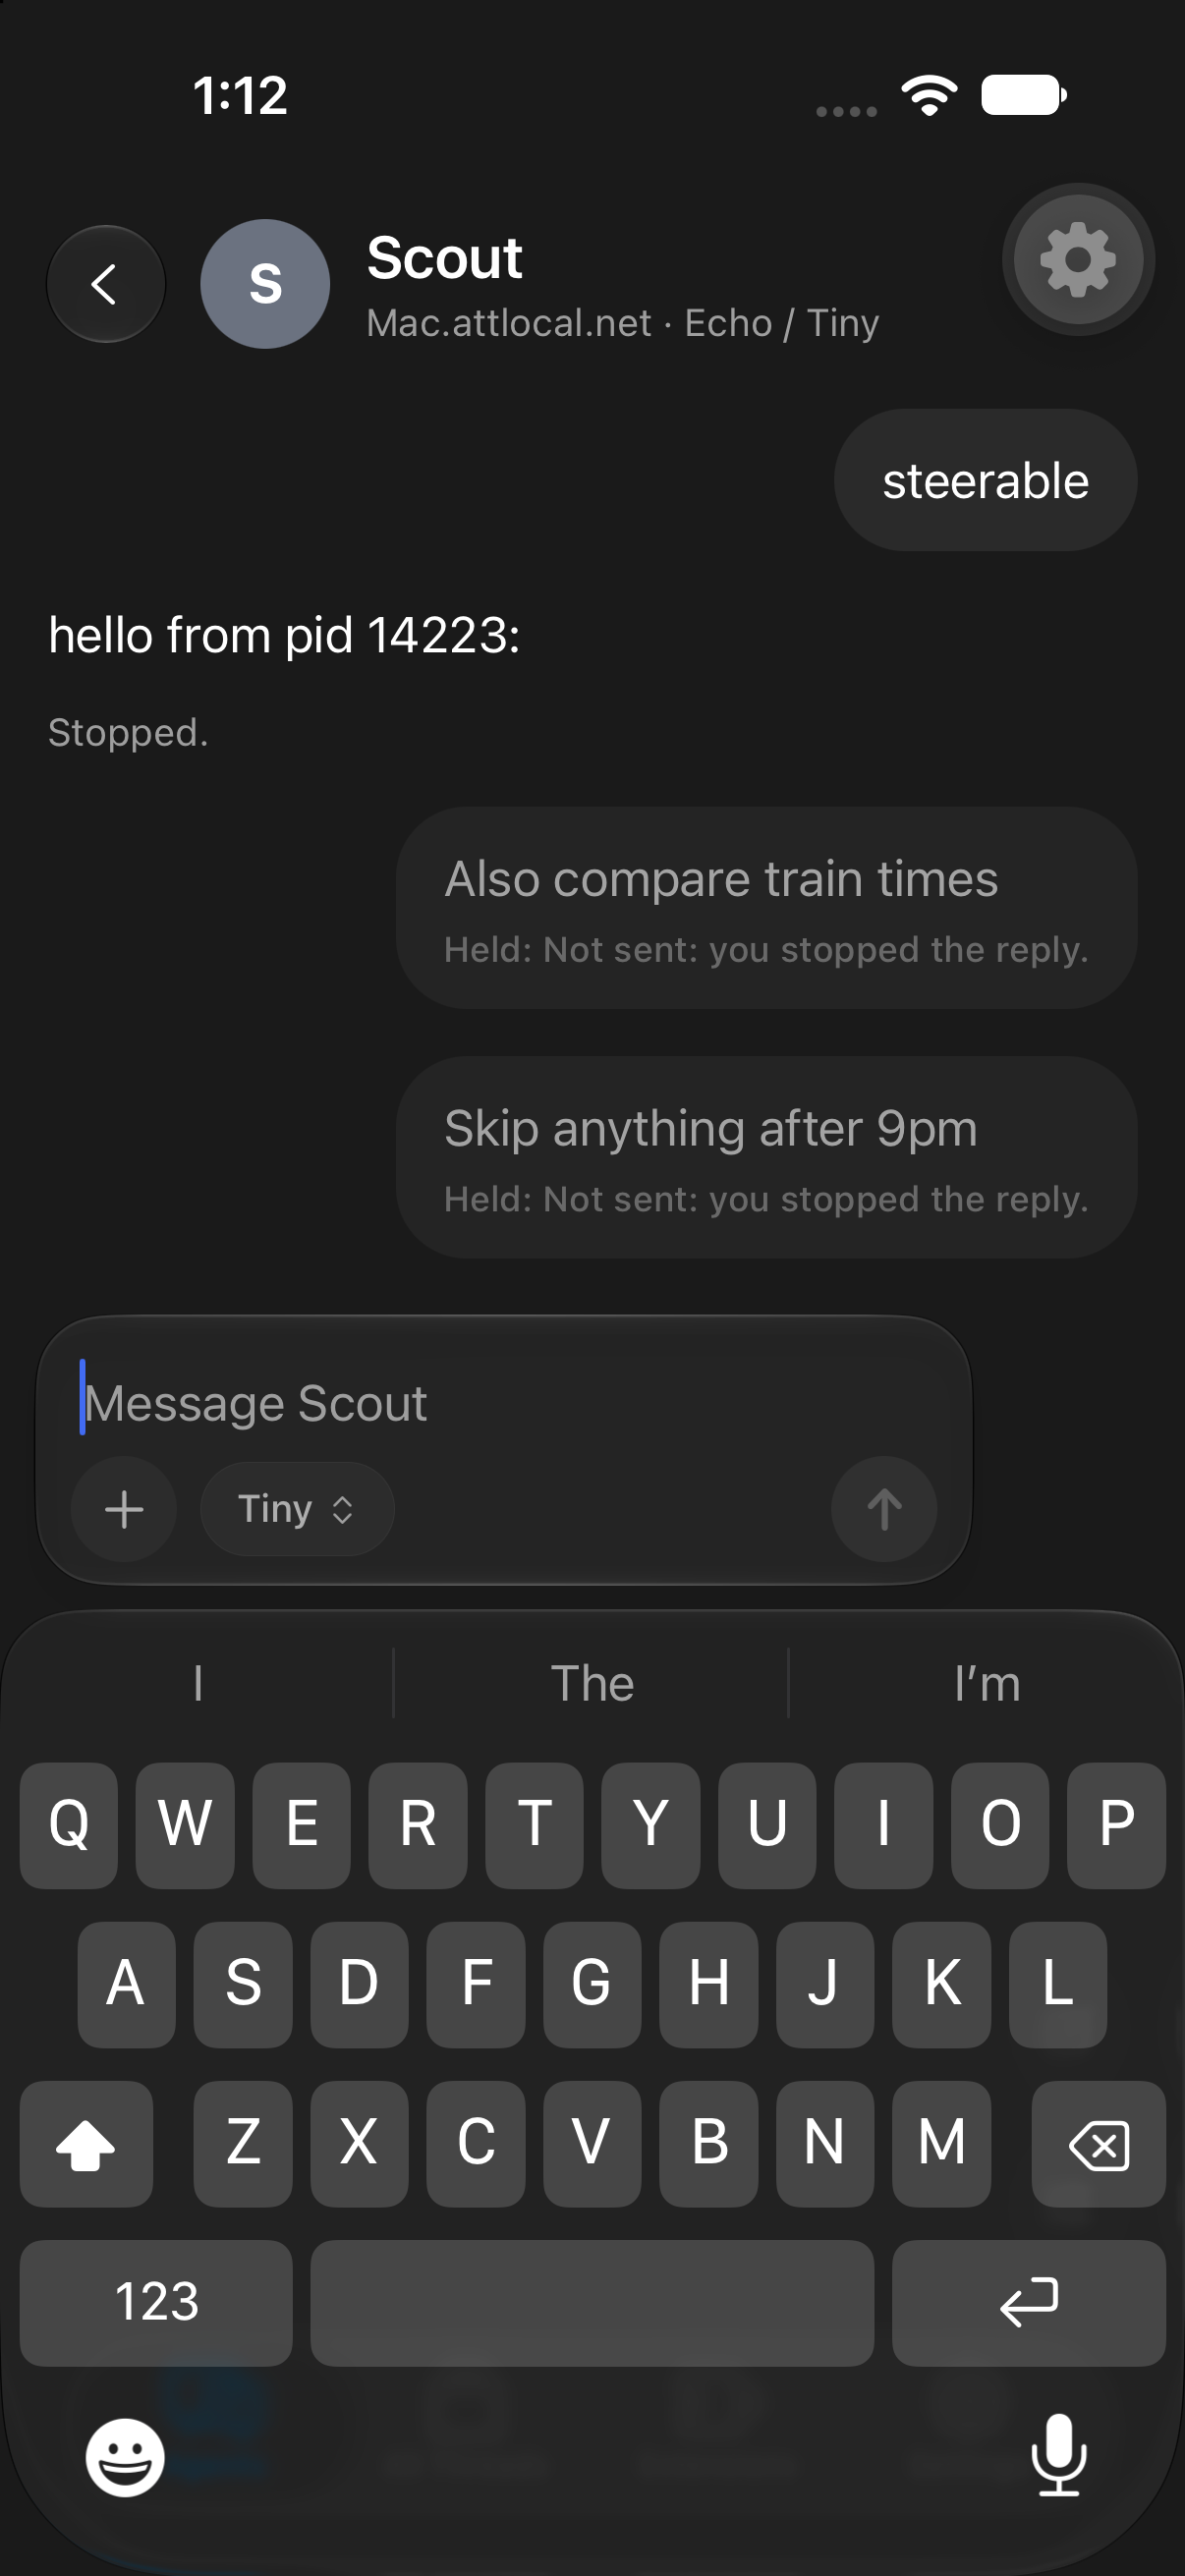 1:12
S
Scout
Mac.attlocal.net · Echo / Tiny
steerable
hello from pid 14223:
Stopped.
Also compare train times
Held: Not sent: you stopped the reply.
Skip anything after 9pm
Held: Not sent: you stopped the reply.
Message Scout
Tiny
I The I’m
Q W E R T Y U I O P
A S D F G H J K L
Z X C V B N M
123